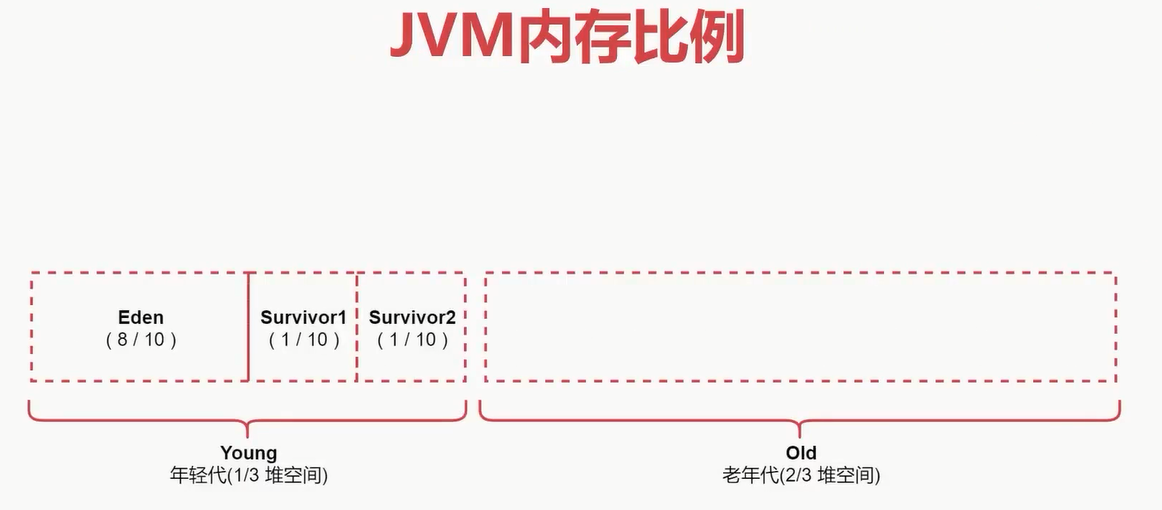 JVM内存比例
Eden
( 8 / 10 )
Survivor1
( 1 / 10 )
Survivor2
( 1 / 10 )
Young
年轻代(1/3 堆空间)
Old
老年代(2/3 堆空间)